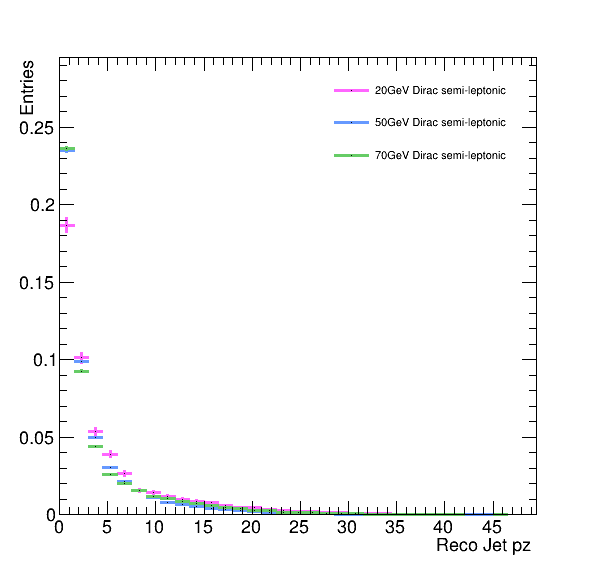 Entries
20GeV Dirac semi-leptonic
50GeV Dirac semi-leptonic
70GeV Dirac semi-leptonic
0.25
0.2
0.15
0.1
0.05
0
0 5 10 15 20 25 30 35 40 45
Reco Jet pz